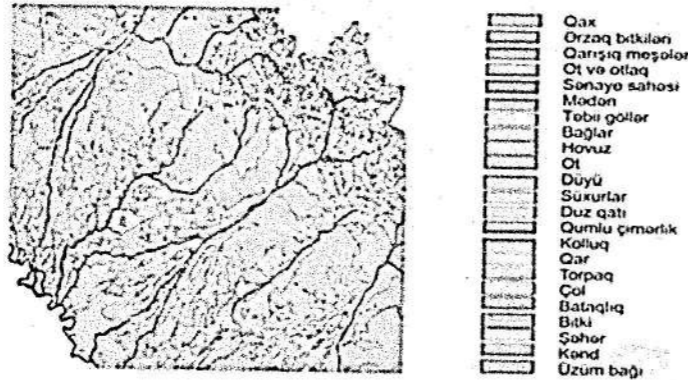 Qax
Ərzaq bitkiləri
Qarışıq meşələr
Ot və otlaq
Sənaye sahəsi
Mədən
Təbii göllər
Bağlar
Hovuz
Ot
Düyü
Süxurlar
Duz qatı
Qumlu çimərlik
Kolluq
Qar
Torpaq
Çöl
Bataqlıq
Bitki
Şəhər
Kənd
Üzüm bağı